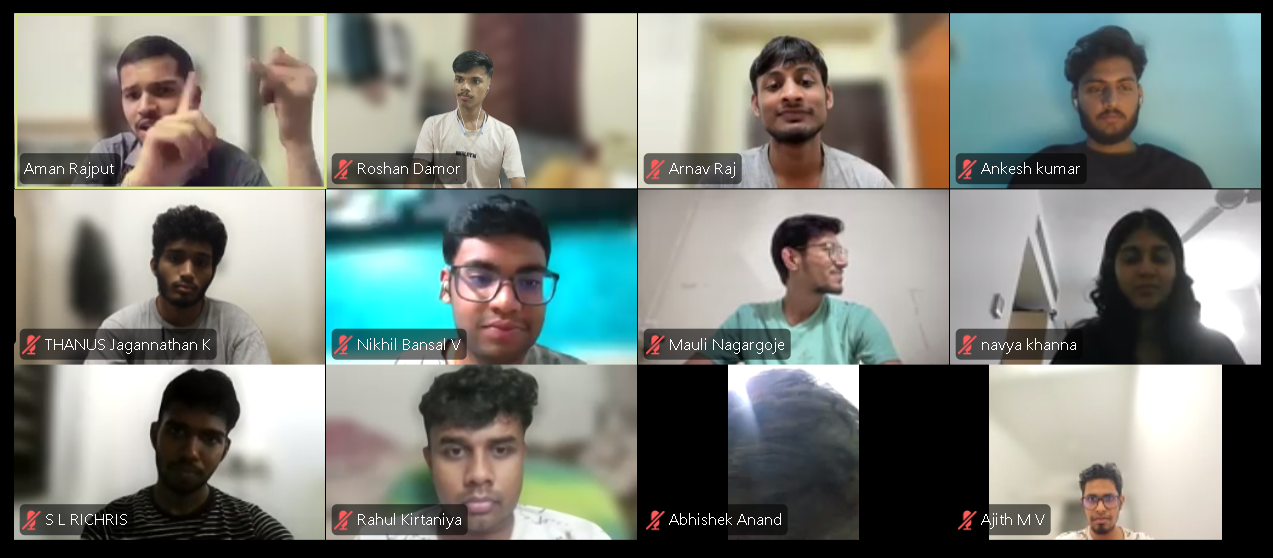 Aman Rajput
Roshan Damor
Arnav Raj
Ankesh kumar
THANUS Jagannathan K
Nikhil Bansal V
Mauli Nagargoje
navya khanna
S L RICHRIS
Rahul Kirtaniya
Abhishek Anand
Ajith M V